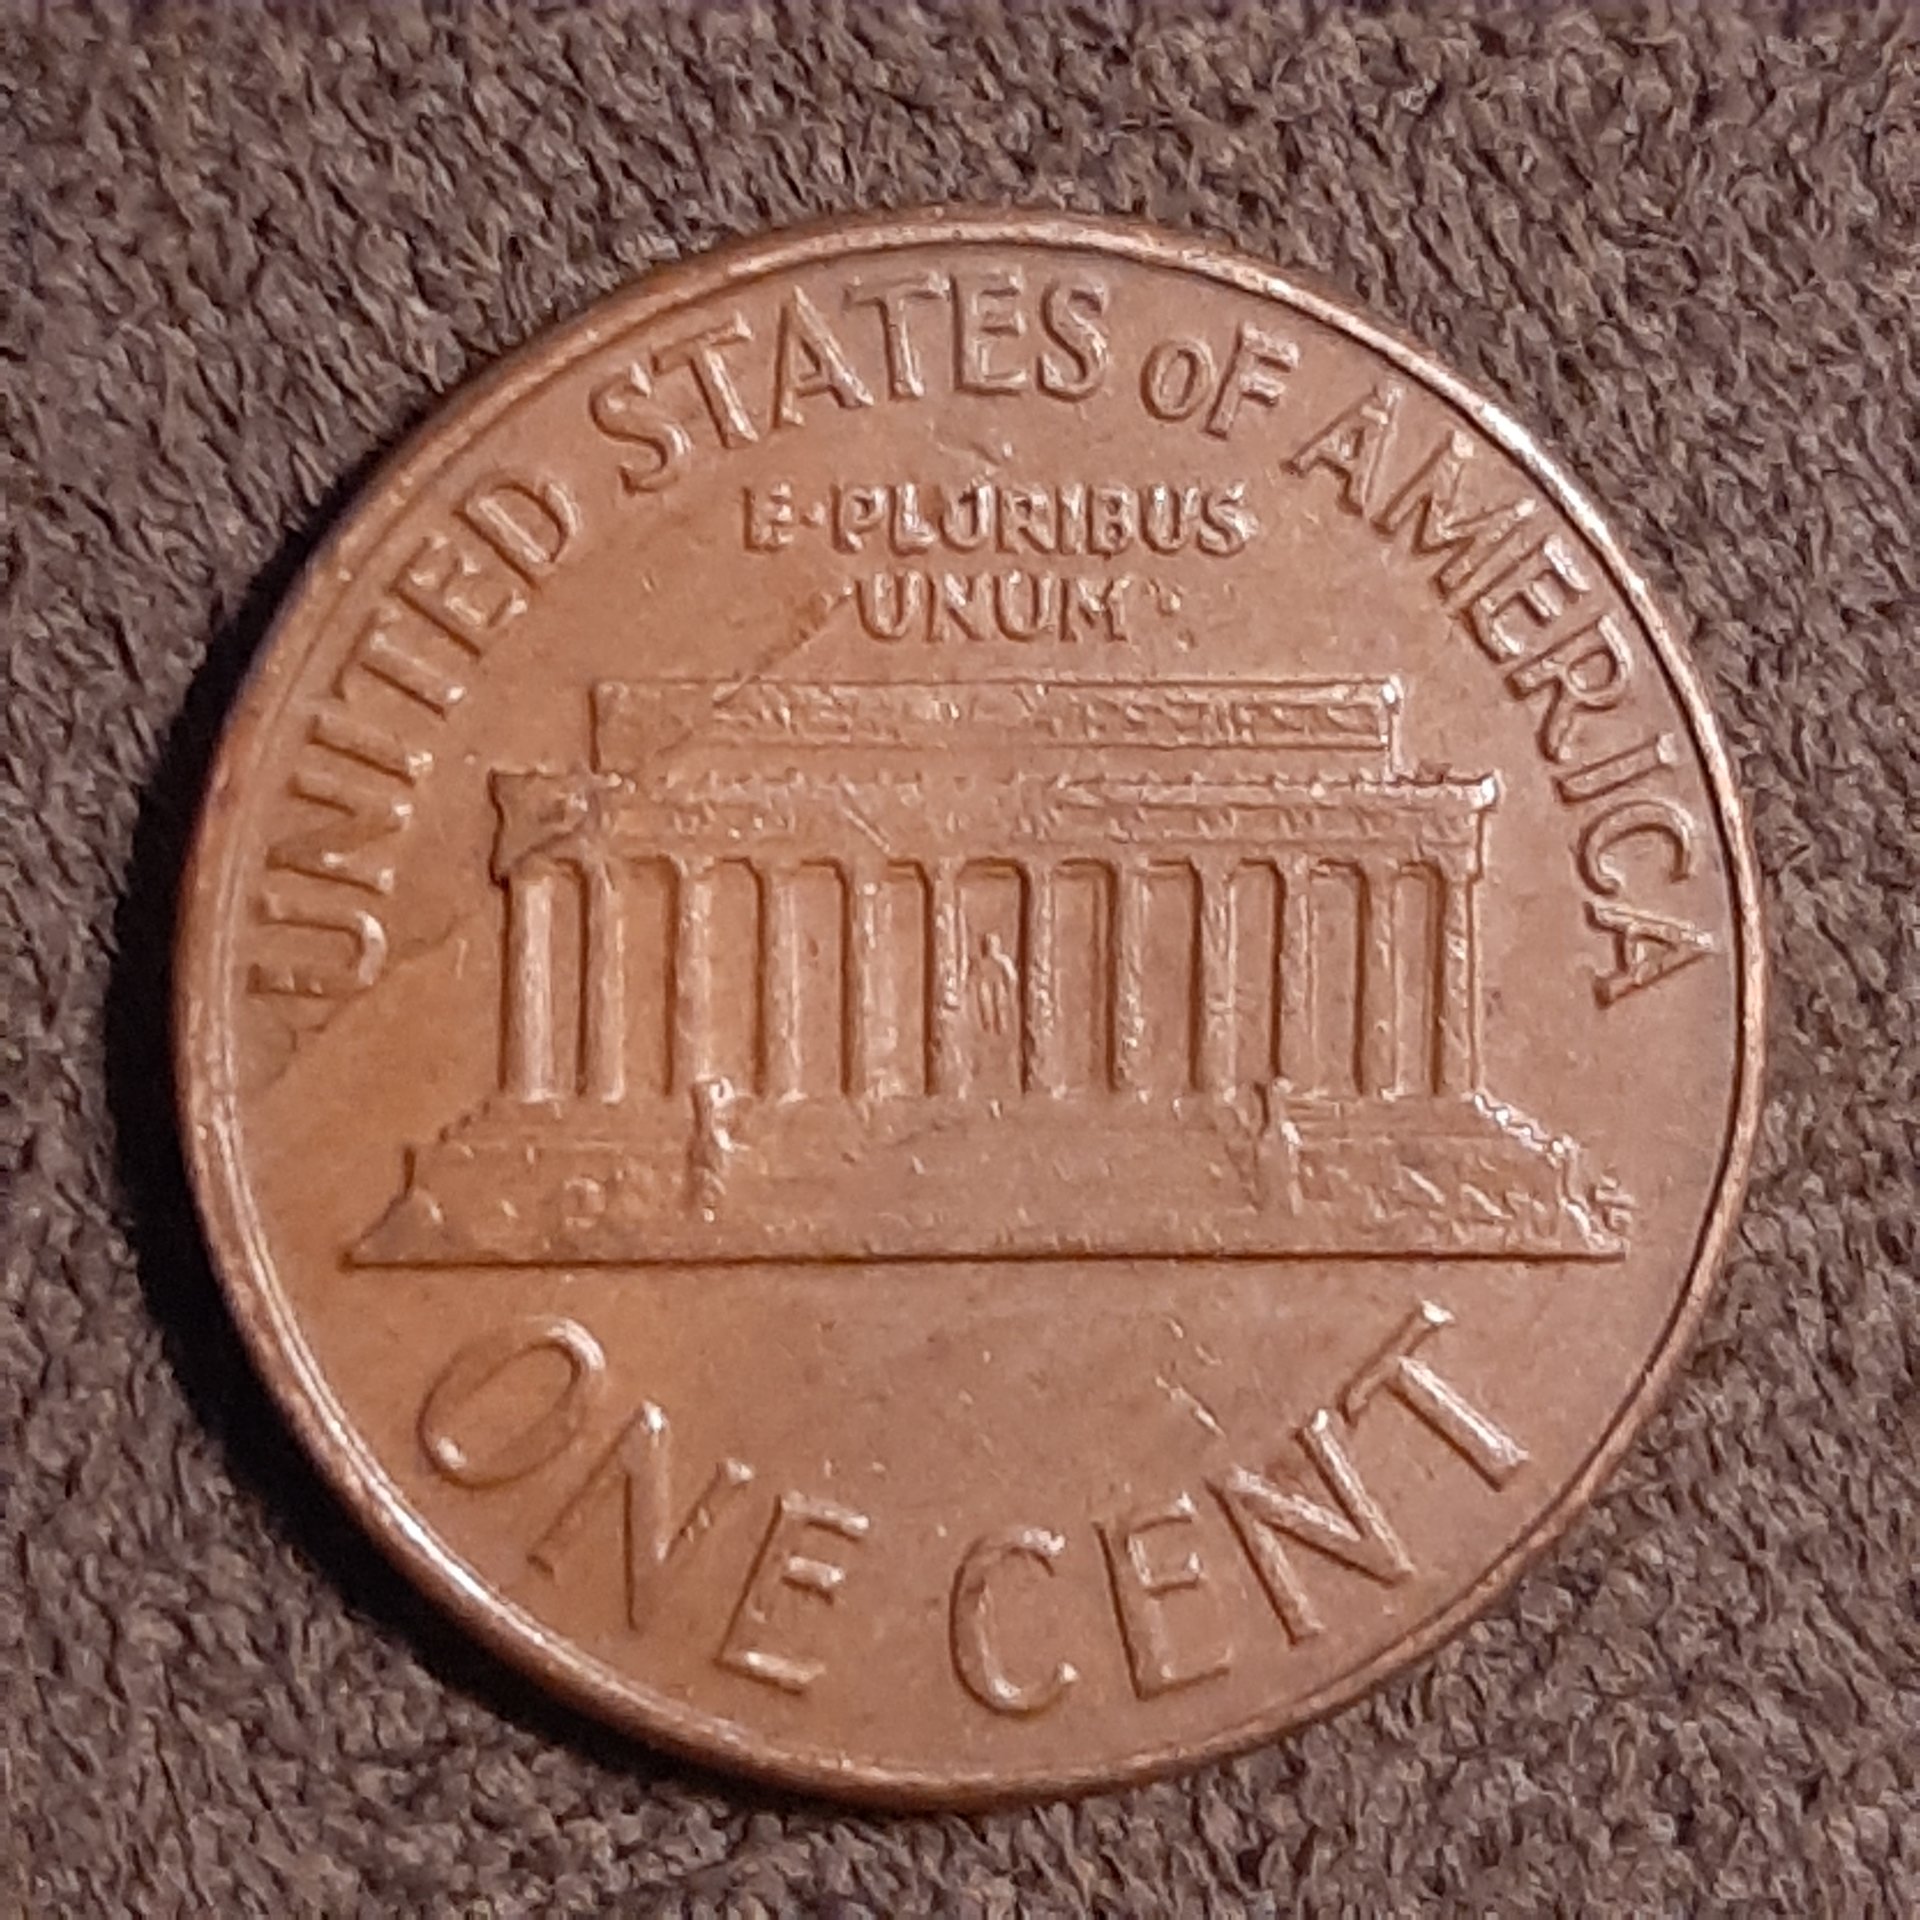 UNITED STATES OF AMERICA
E·PLURIBUS
·UNUM·
ONE CENT